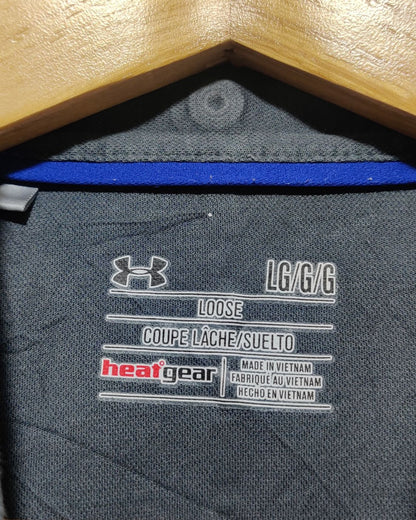 LG/G/G
LOOSE
COUPE LÂCHE/SUELTO
heatgear
MADE IN VIETNAM
FABRIQUÉ AU VIETNAM
HECHO EN VIETNAM